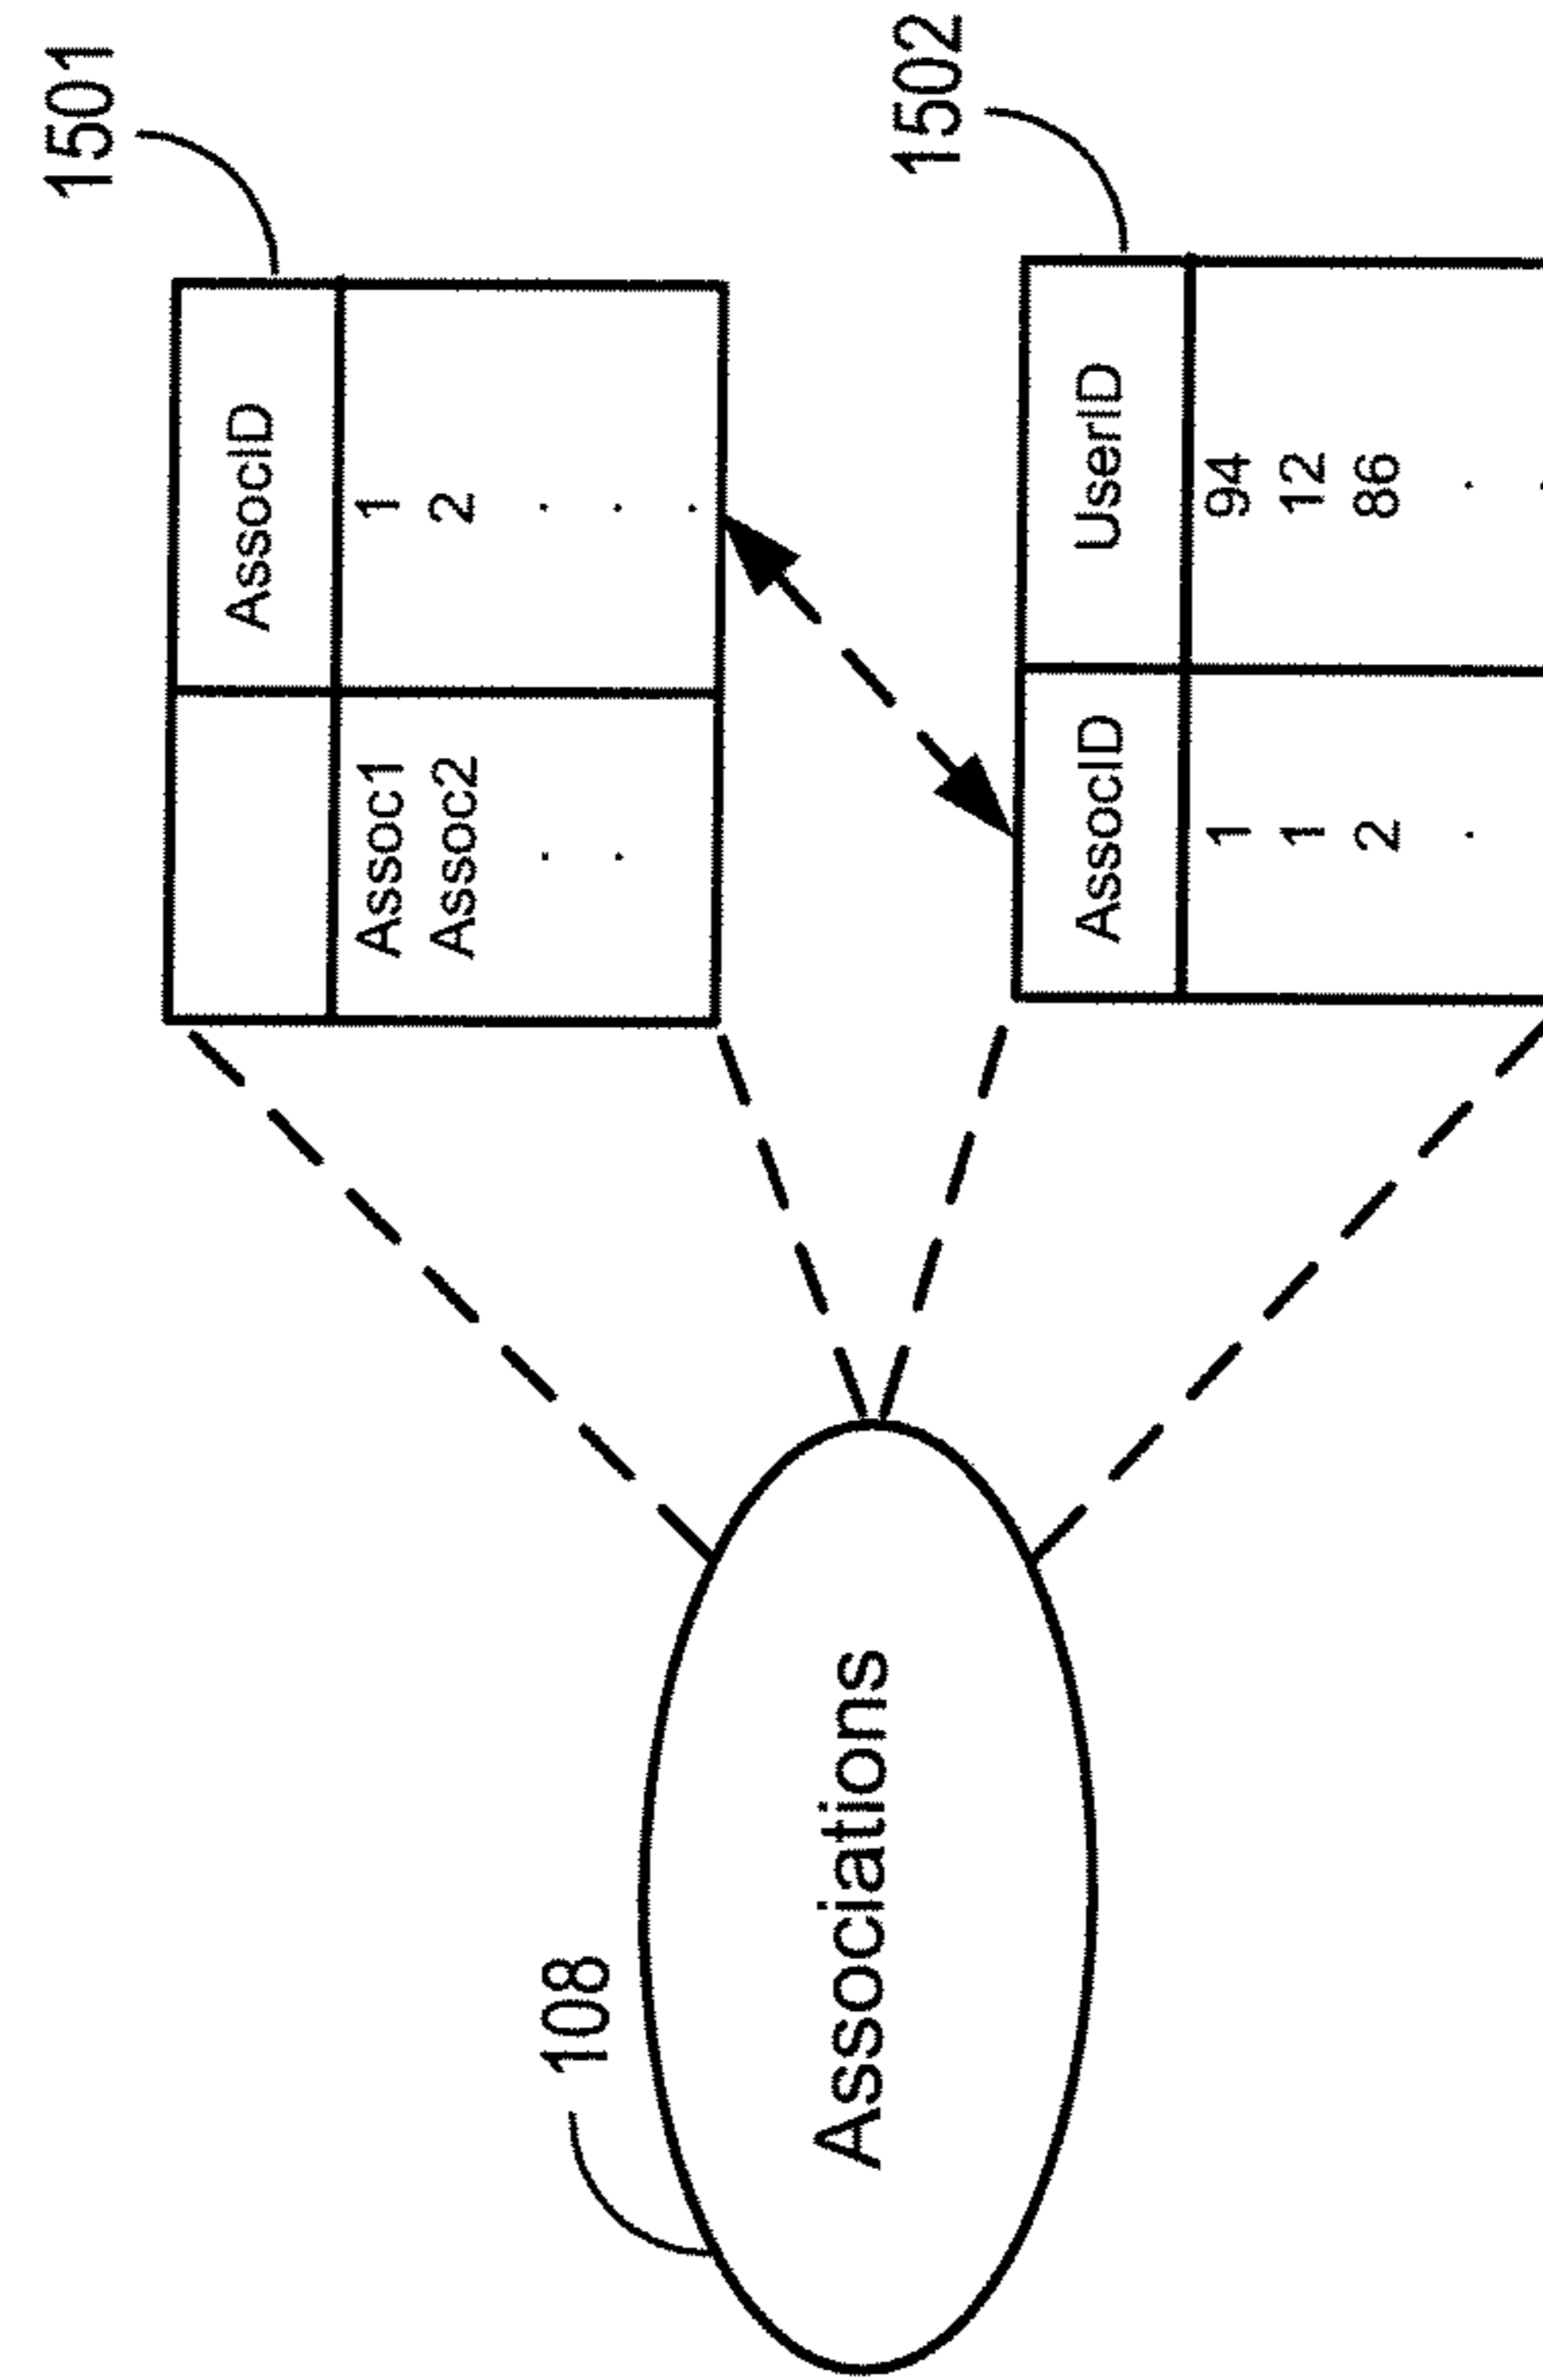 1501
AssocID
Assoc1 1
Assoc2 2
. .
. .
.
1502
AssocID UserID
1 94
1 12
2 86
. .
.
108
Associations